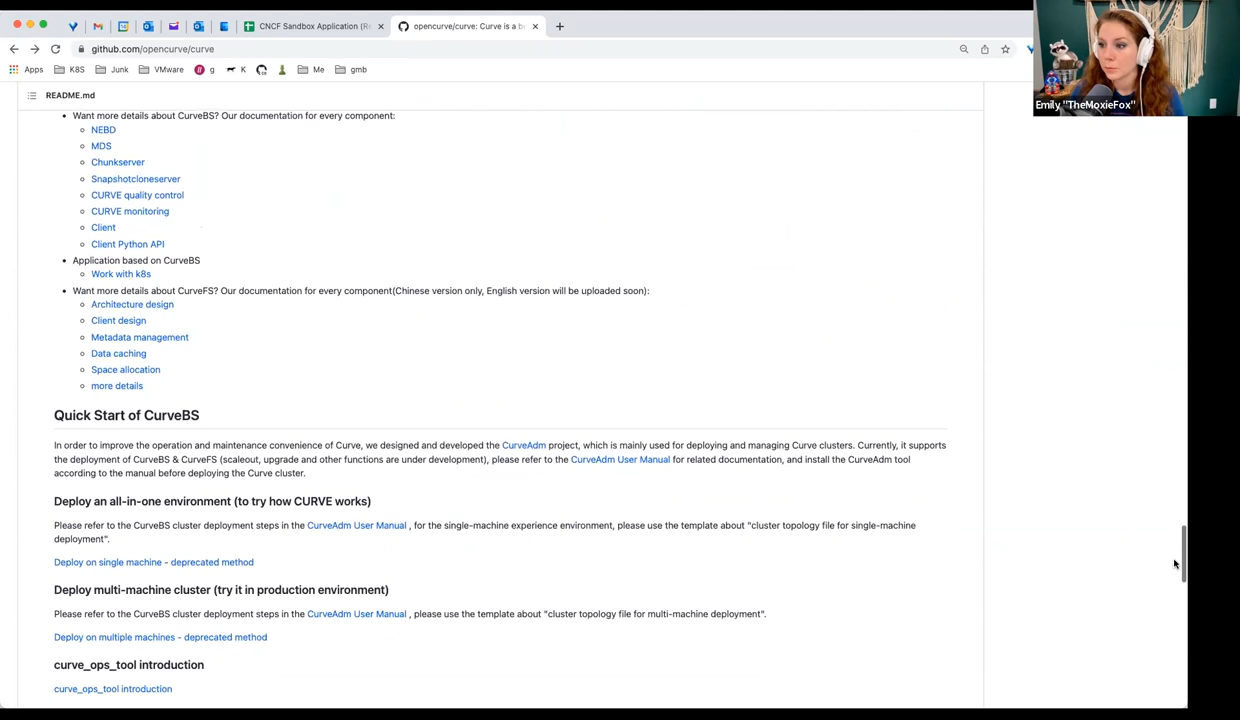 CNCF Sandbox Application (Re
opencurve/curve: Curve is a be
github.com/opencurve/curve
Apps
K8S
Junk
VMware
g
K
Me
gmb
Emily "TheMoxieFox"
README.md
Want more details about CurveBS? Our documentation for every component:
NEBD
MDS
Chunkserver
Snapshotcloneserver
CURVE quality control
CURVE monitoring
Client
Client Python API
Application based on CurveBS
Work with k8s
Want more details about CurveFS? Our documentation for every component(Chinese version only, English version will be uploaded soon):
Architecture design
Client design
Metadata management
Data caching
Space allocation
more details
Quick Start of CurveBS
In order to improve the operation and maintenance convenience of Curve, we designed and developed the CurveAdm project, which is mainly used for deploying and managing Curve clusters. Currently, it supports
the deployment of CurveBS & CurveFS (scaleout, upgrade and other functions are under development), please refer to the CurveAdm User Manual for related documentation, and install the CurveAdm tool
according to the manual before deploying the Curve cluster.
Deploy an all-in-one environment (to try how CURVE works)
Please refer to the CurveBS cluster deployment steps in the CurveAdm User Manual , for the single-machine experience environment, please use the template about "cluster topology file for single-machine
deployment".
Deploy on single machine - deprecated method
Deploy multi-machine cluster (try it in production environment)
Please refer to the CurveBS cluster deployment steps in the CurveAdm User Manual , please use the template about "cluster topology file for multi-machine deployment".
Deploy on multiple machines - deprecated method
curve_ops_tool introduction
curve_ops_tool introduction